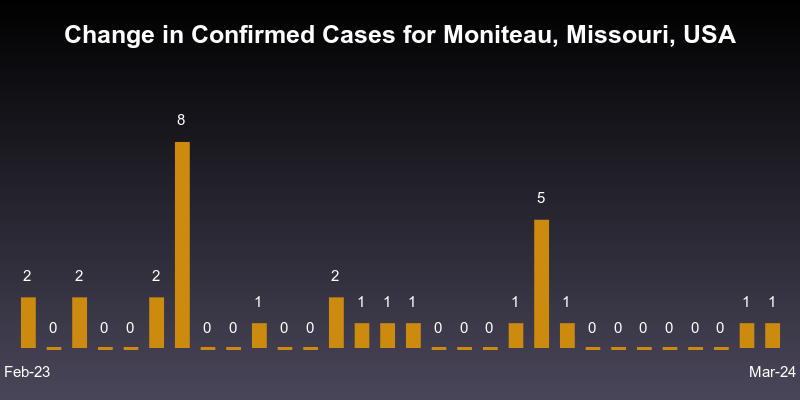 Change in Confirmed Cases for Moniteau, Missouri, USA
8
5
2 2 2 2
1 1 1 1 1 1 1 1
0 0 0 0 0 0 0 0 0 0 0 0 0 0 0 0
Feb-23 Mar-24